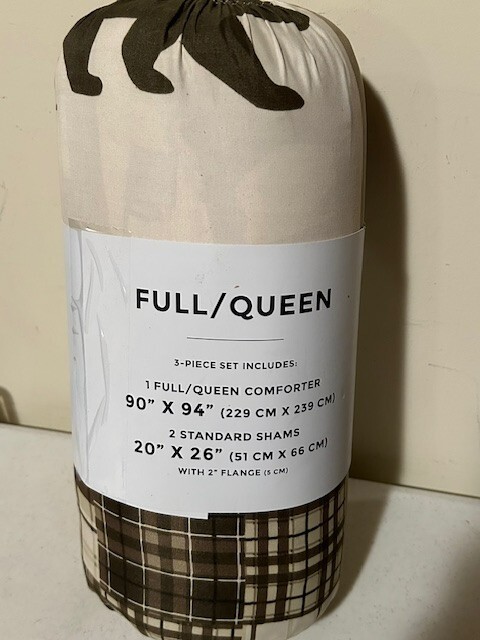 FULL/QUEEN
3-PIECE SET INCLUDES:
1 FULL/QUEEN COMFORTER
90” X 94” (229 CM X 239 CM)
2 STANDARD SHAMS
20” X 26” (51 CM X 66 CM)
WITH 2” FLANGE (5 CM)